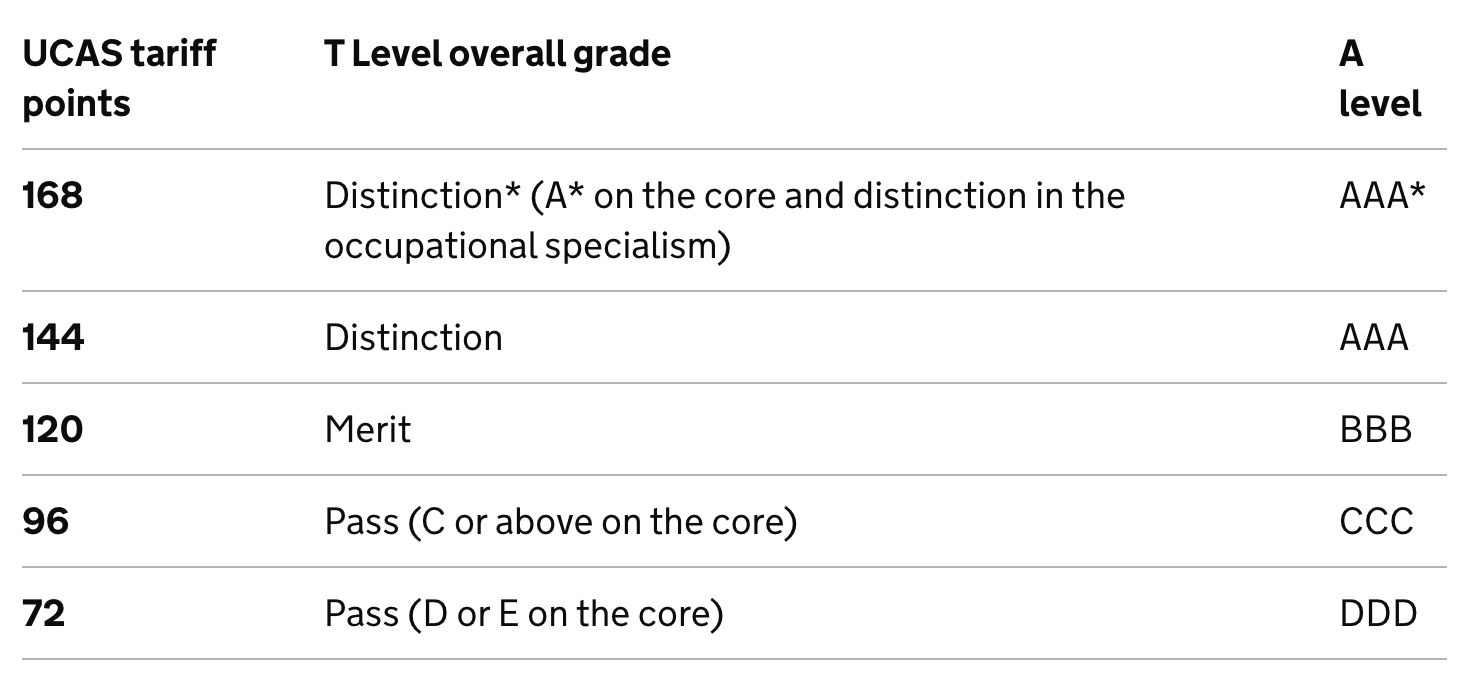 UCAS tariff points T Level overall grade A level
168 Distinction* (A* on the core and distinction in the occupational specialism) AAA*
144 Distinction AAA
120 Merit BBB
96 Pass (C or above on the core) CCC
72 Pass (D or E on the core) DDD